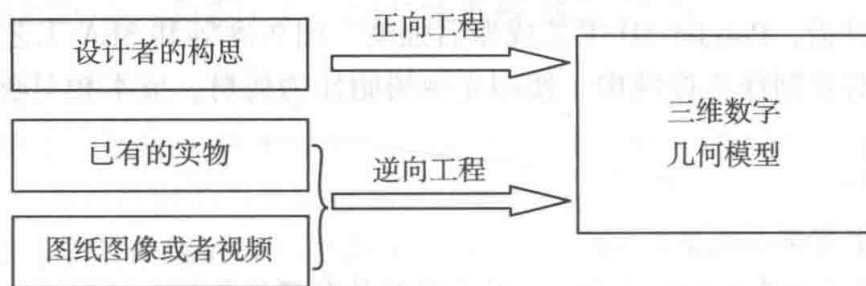 正向工程
设计者的构思
三维数字
几何模型
已有的实物
逆向工程
图纸图像或者视频